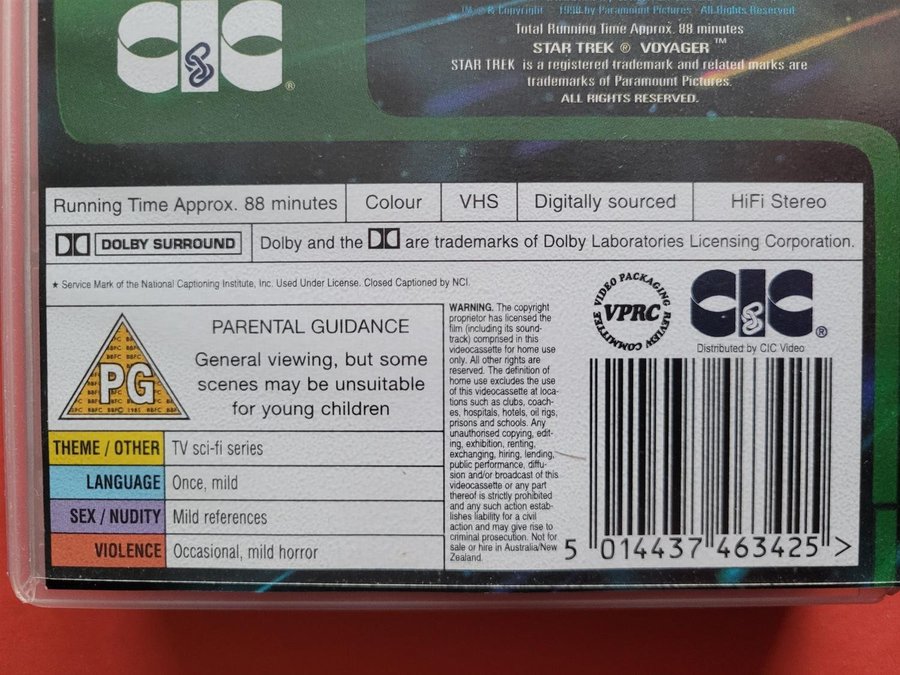 CIC ®
TM ® & Copyright 1998 by Paramount Pictures. All Rights Reserved.
Total Running Time Approx. 88 minutes
STAR TREK ® VOYAGER ™
STAR TREK is a registered trademark and related marks are
trademarks of Paramount Pictures.
ALL RIGHTS RESERVED.
Running Time Approx. 88 minutes Colour VHS Digitally sourced HiFi Stereo
DOLBY SURROUND Dolby and the are trademarks of Dolby Laboratories Licensing Corporation.
* Service Mark of the National Captioning Institute, Inc. Used Under License. Closed Captioned by NCI.
PG
BBFC 1985
PARENTAL GUIDANCE
General viewing, but some
scenes may be unsuitable
for young children
THEME / OTHER TV sci-fi series
LANGUAGE Once, mild
SEX / NUDITY Mild references
VIOLENCE Occasional, mild horror
WARNING. The copyright
proprietor has licensed the
film (including its sound-
track) comprised in this
videocassette for home use
only. All other rights are
reserved. The definition of
home use excludes the use
of this videocassette at loca-
tions such as clubs, coach-
es, hospitals, hotels, oil rigs,
prisons and schools. Any
unauthorised copying, edit-
ing, exhibition, renting,
exchanging, hiring, lending,
public performance, diffu-
sion and/or broadcast of this
videocassette or any part
thereof is strictly prohibited
and any such action estab-
lishes liability for a civil
action and may give rise to
criminal prosecution. Not for
sale or hire in Australia/New
Zealand.
VIDEO PACKAGING REVIEW COMMITTEE
VPRC
CIC ®
Distributed by CIC Video
5 014437 463425 >